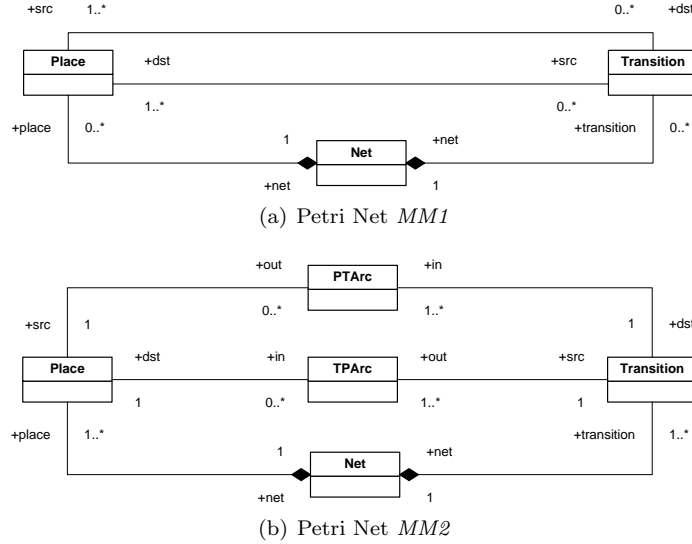 +src 1..* 0..* +dst
Place +dst +src Transition
1..* 0..*
+place 0..* 1 Net +net +transition 0..*
+net 1
(a) Petri Net MM1
+out PTArc +in
0..* 1..*
+src 1 1 +dst
Place +dst +in TPArc +out +src Transition
1 0..* 1..* 1
+place 1..* 1 Net +net +transition 1..*
+net 1
(b) Petri Net MM2